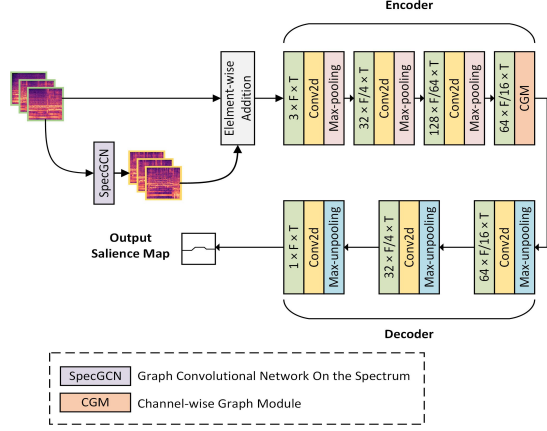 Encoder
Elelment-wise
Addition
3 × F × T
Conv2d
Max-pooling
32 × F/4 × T
Conv2d
Max-pooling
128 × F/64 × T
Conv2d
Max-pooling
64 × F/16 × T
CGM
SpecGCN
Output
Salience Map
1 × F × T
Conv2d
Max-unpooling
32 × F/4 × T
Conv2d
Max-unpooling
64 × F/16 × T
Conv2d
Max-unpooling
Decoder
SpecGCN Graph Convolutional Network On the Spectrum
CGM Channel-wise Graph Module